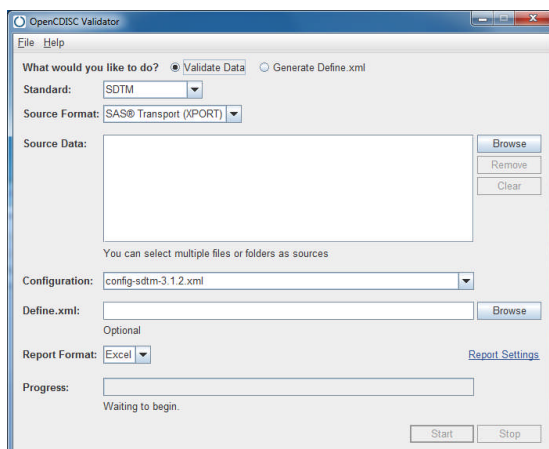 OpenCDISC Validator
File Help
What would you like to do? Validate Data Generate Define.xml
Standard: SDTM
Source Format: SAS® Transport (XPORT)
Source Data: Browse
Remove
Clear
You can select multiple files or folders as sources
Configuration: config-sdtm-3.1.2.xml
Define.xml: Browse
Optional
Report Format: Excel Report Settings
Progress:
Waiting to begin.
Start Stop